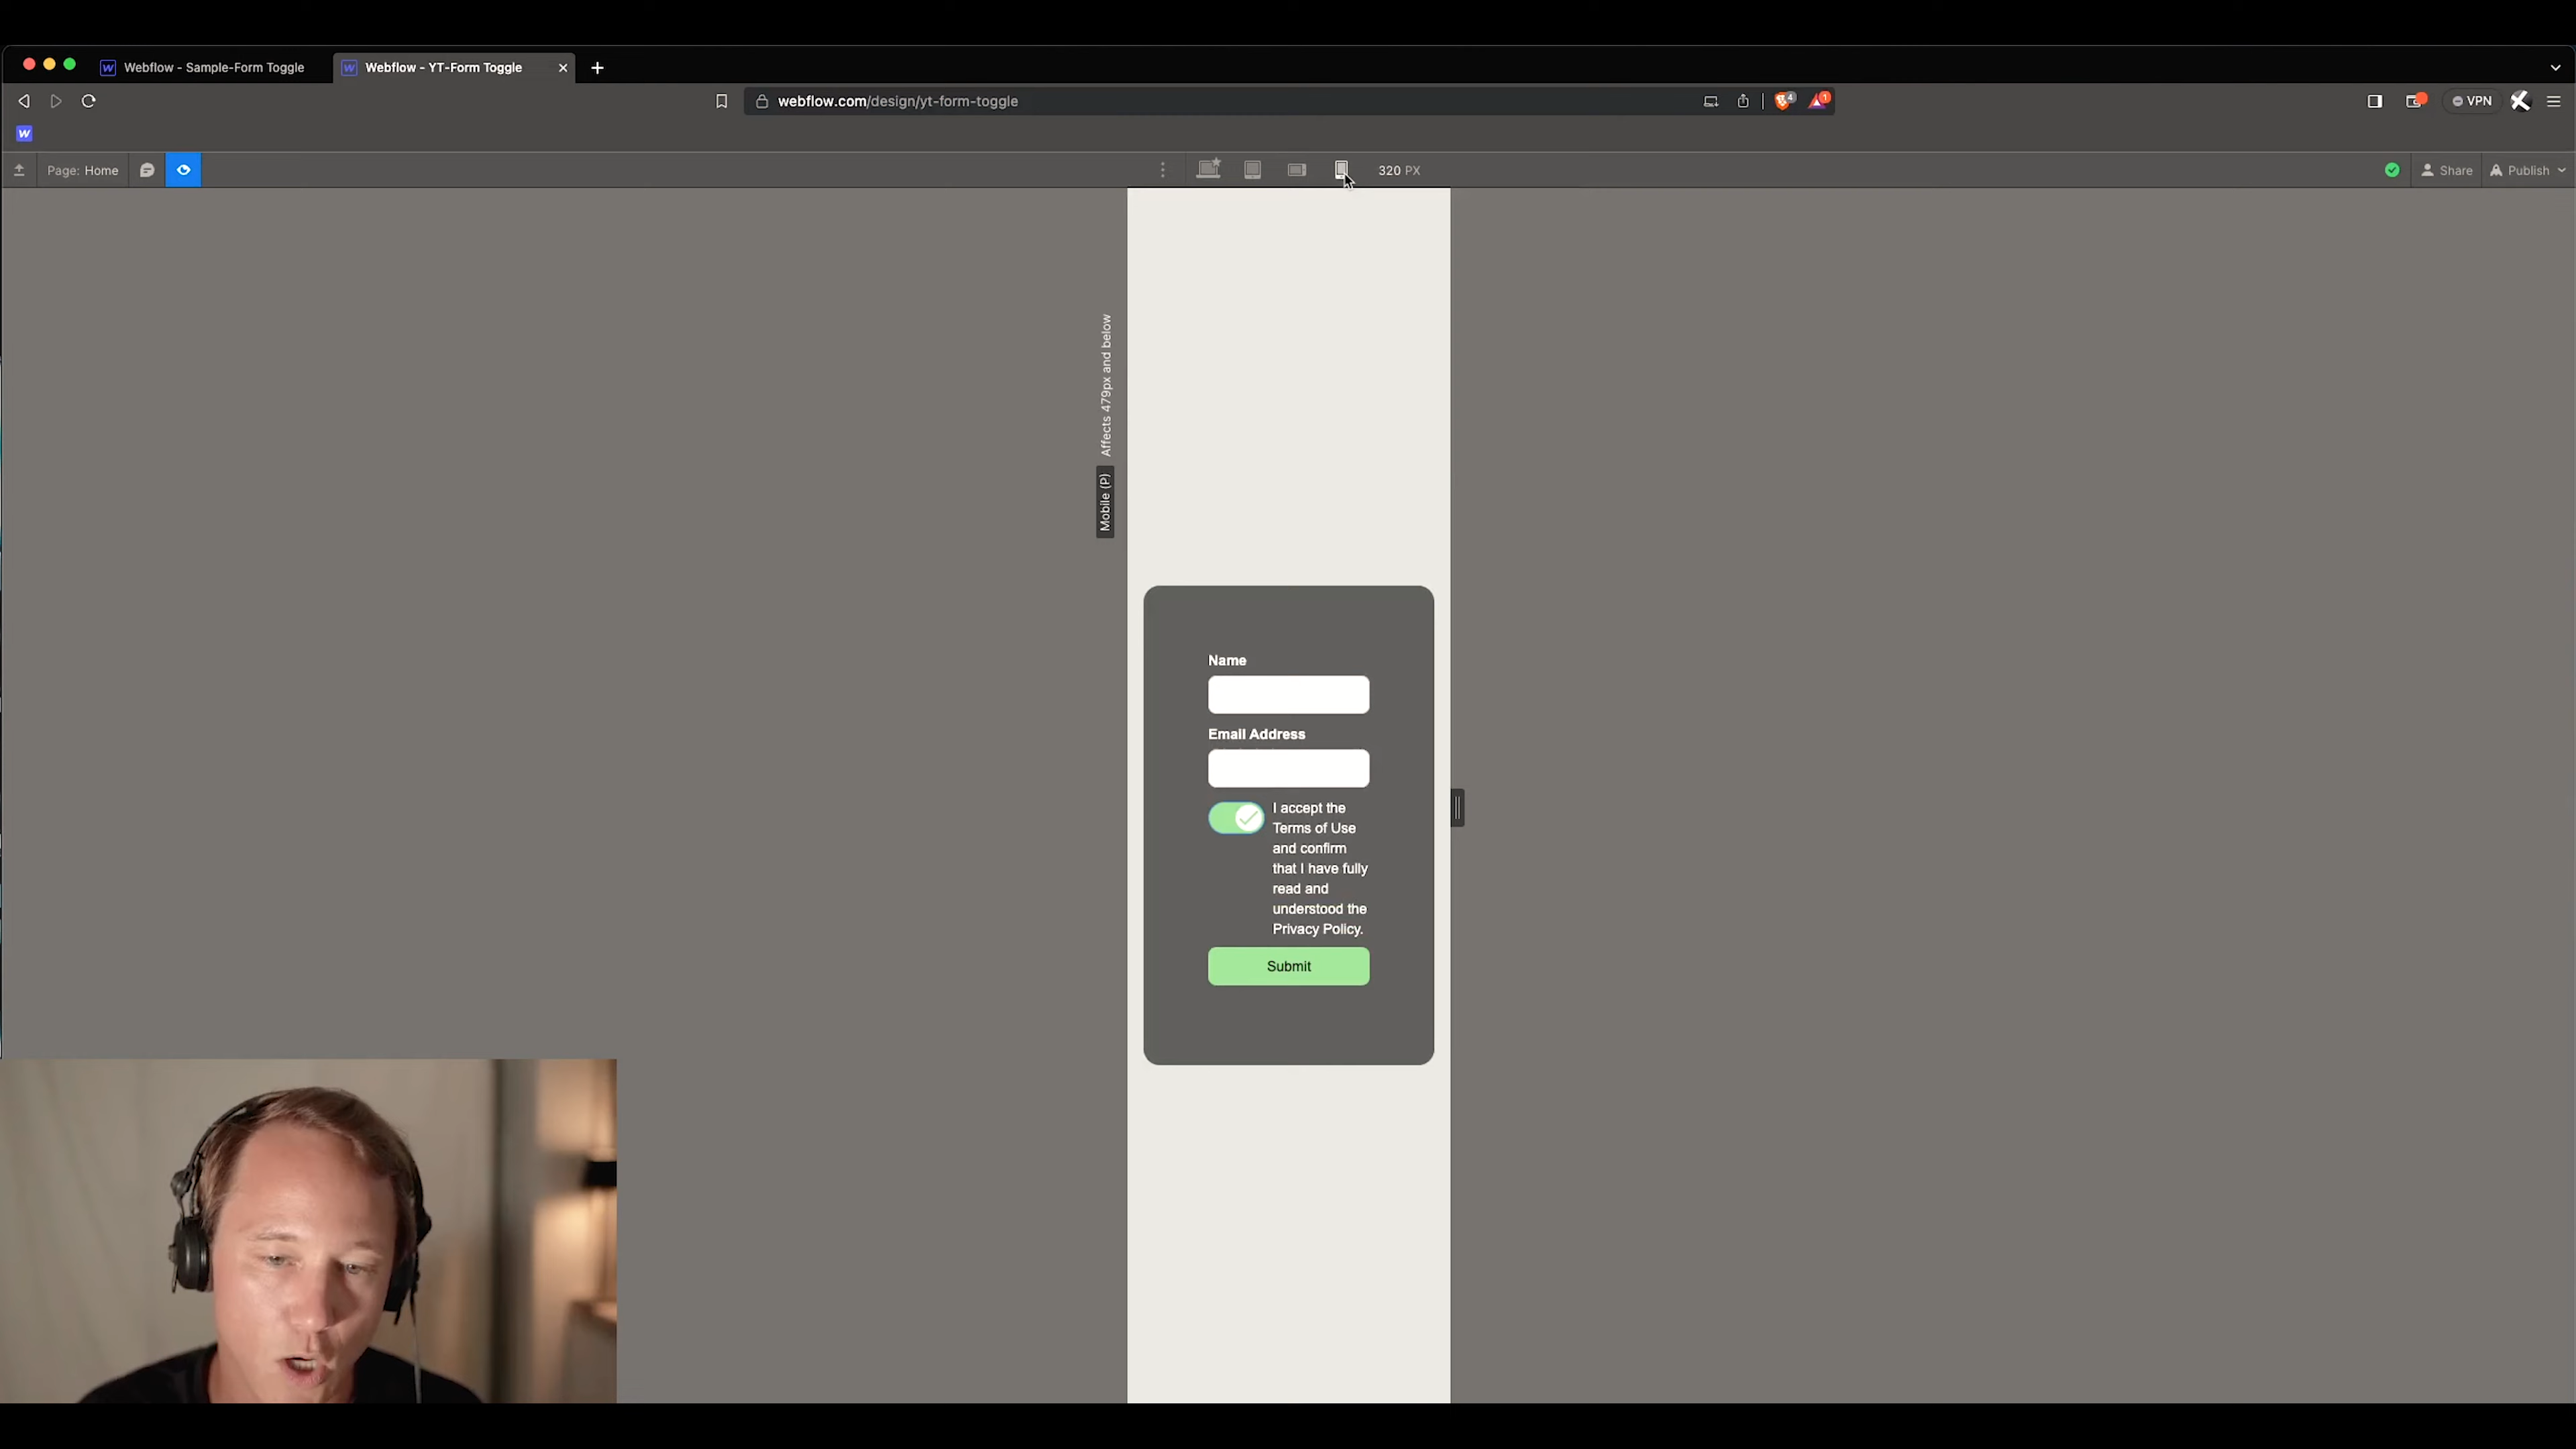 Webflow - Sample-Form Toggle
Webflow - YT-Form Toggle
webflow.com/design/yt-form-toggle
4
1
VPN
Page: Home
320 PX
Share
Publish
Affects 479px and below
Mobile (P)
Name
Email Address
I accept the
Terms of Use
and confirm
that I have fully
read and
understood the
Privacy Policy.
Submit